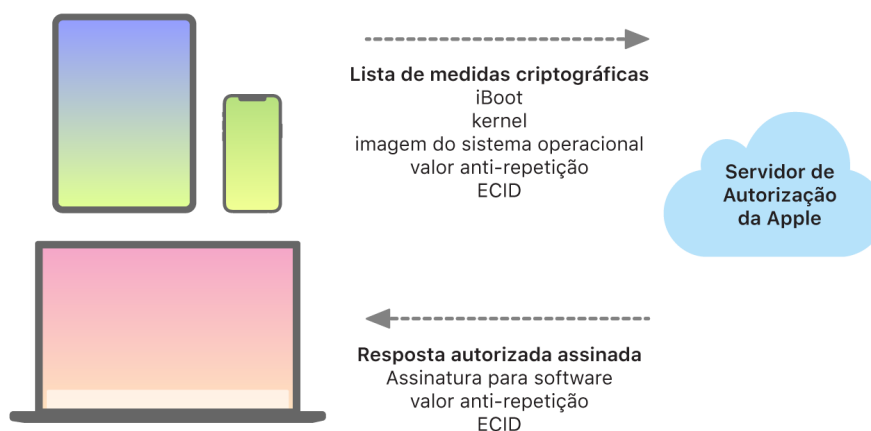 Lista de medidas criptográficas
iBoot
kernel
imagem do sistema operacional
valor anti-repetição
ECID
Servidor de
Autorização
da Apple
Resposta autorizada assinada
Assinatura para software
valor anti-repetição
ECID